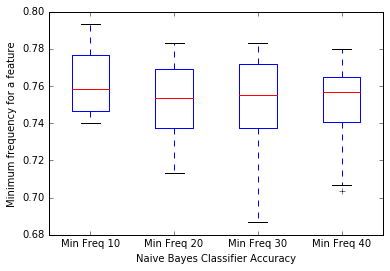 0.80
0.78
0.76
0.74
0.72
0.70
0.68
Minimum frequency for a feature
Min Freq 10 Min Freq 20 Min Freq 30 Min Freq 40
Naive Bayes Classifier Accuracy